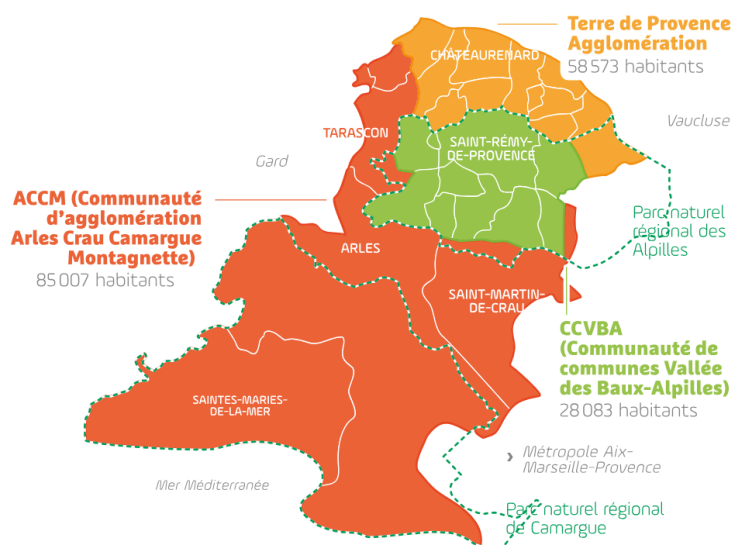 Terre de Provence
Agglomération
58 573 habitants
CHÂTEAURENARD
Vaucluse
TARASCON
SAINT-RÉMY-
DE-PROVENCE
Gard
ACCM (Communauté
d'agglomération
Arles Crau Camargue
Montagnette)
85 007 habitants
Parc naturel
régional des
Alpilles
ARLES
SAINT-MARTIN-
DE-CRAU
CCVBA
(Communauté de
communes Vallée
des Baux-Alpilles)
28 083 habitants
SAINTES-MARIES-
DE-LA-MER
› Métropole Aix-
Marseille-Provence
Mer Méditerranée
Parc naturel régional
de Camargue